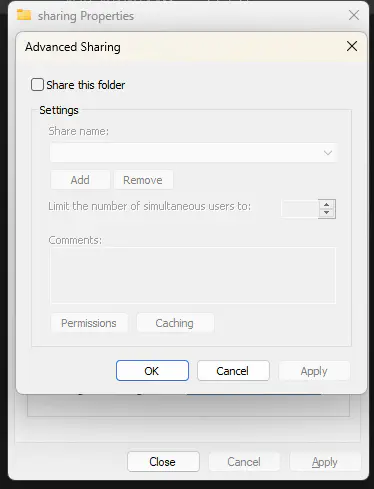 sharing Properties
Advanced Sharing
Share this folder
Settings
Share name:
Add Remove
Limit the number of simultaneous users to:
Comments:
Permissions Caching
OK Cancel Apply
Close Cancel Apply